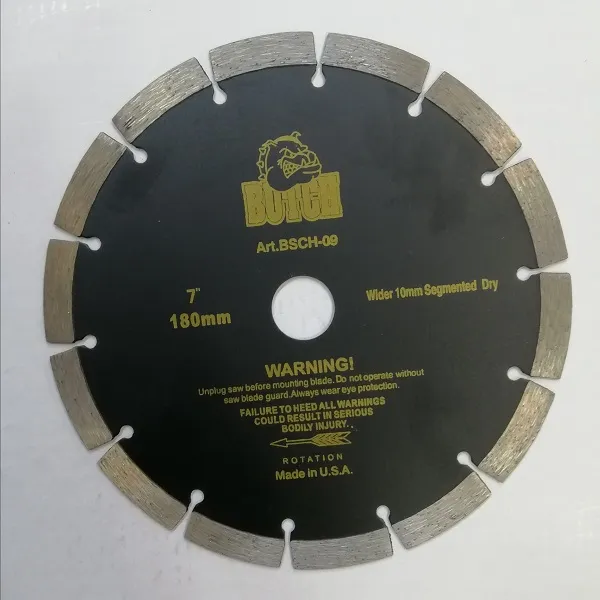 BUTCH
Art.BSCH-09
7"
180mm
Wider 10mm Segmented Dry
WARNING!
Unplug saw before mounting blade. Do not operate without
saw blade guard.Always wear eye protection.
FAILURE TO HEED ALL WARNINGS
COULD RESULT IN SERIOUS
BODILY INJURY. .
ROTATION
Made in U.S.A.